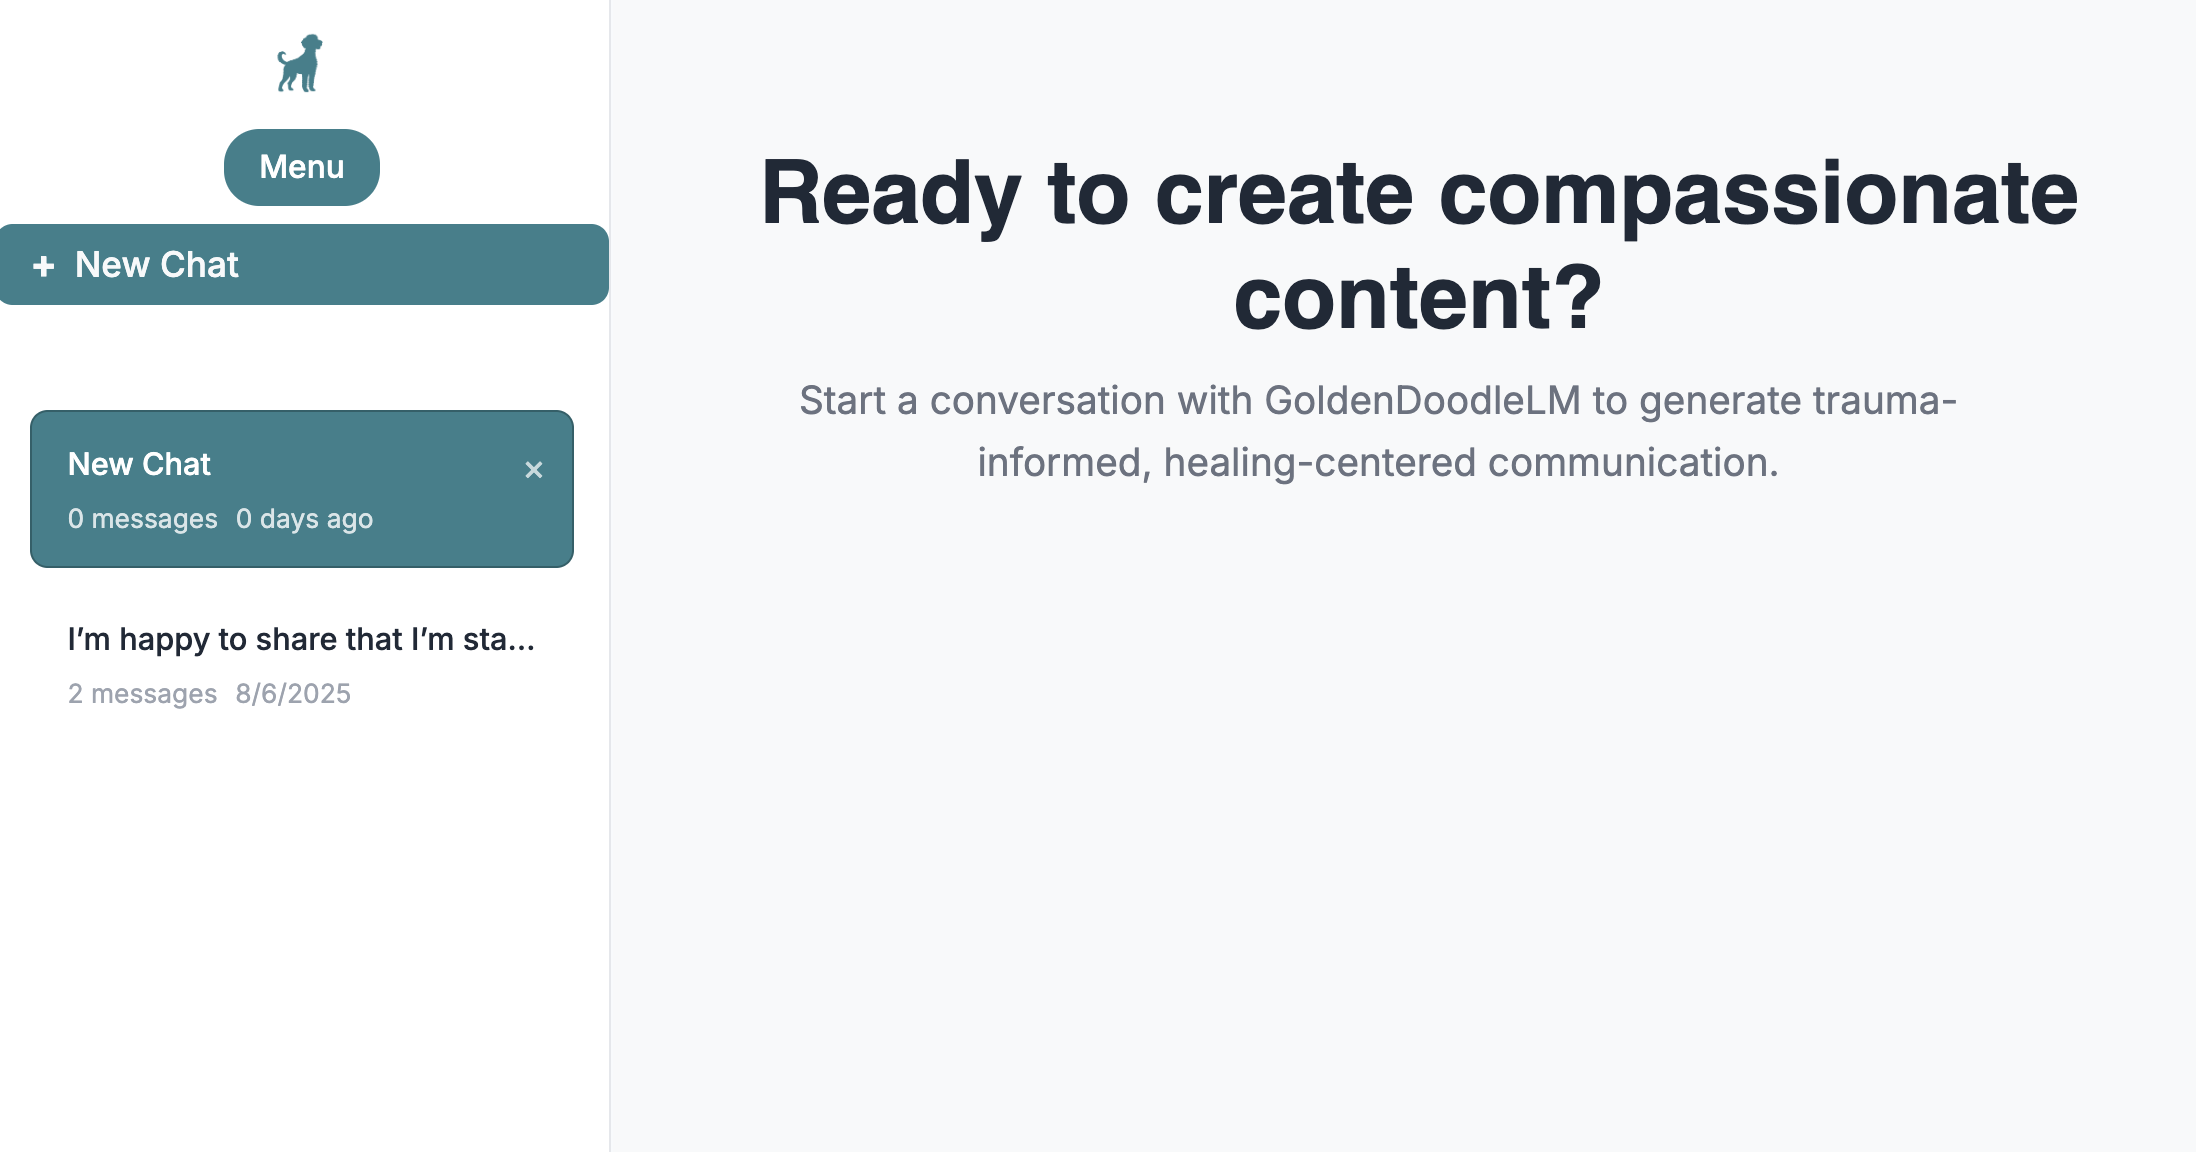 Menu
+ New Chat
New Chat
×
0 messages 0 days ago
I’m happy to share that I’m sta...
2 messages 8/6/2025
Ready to create compassionate
content?
Start a conversation with GoldenDoodleLM to generate trauma-
informed, healing-centered communication.